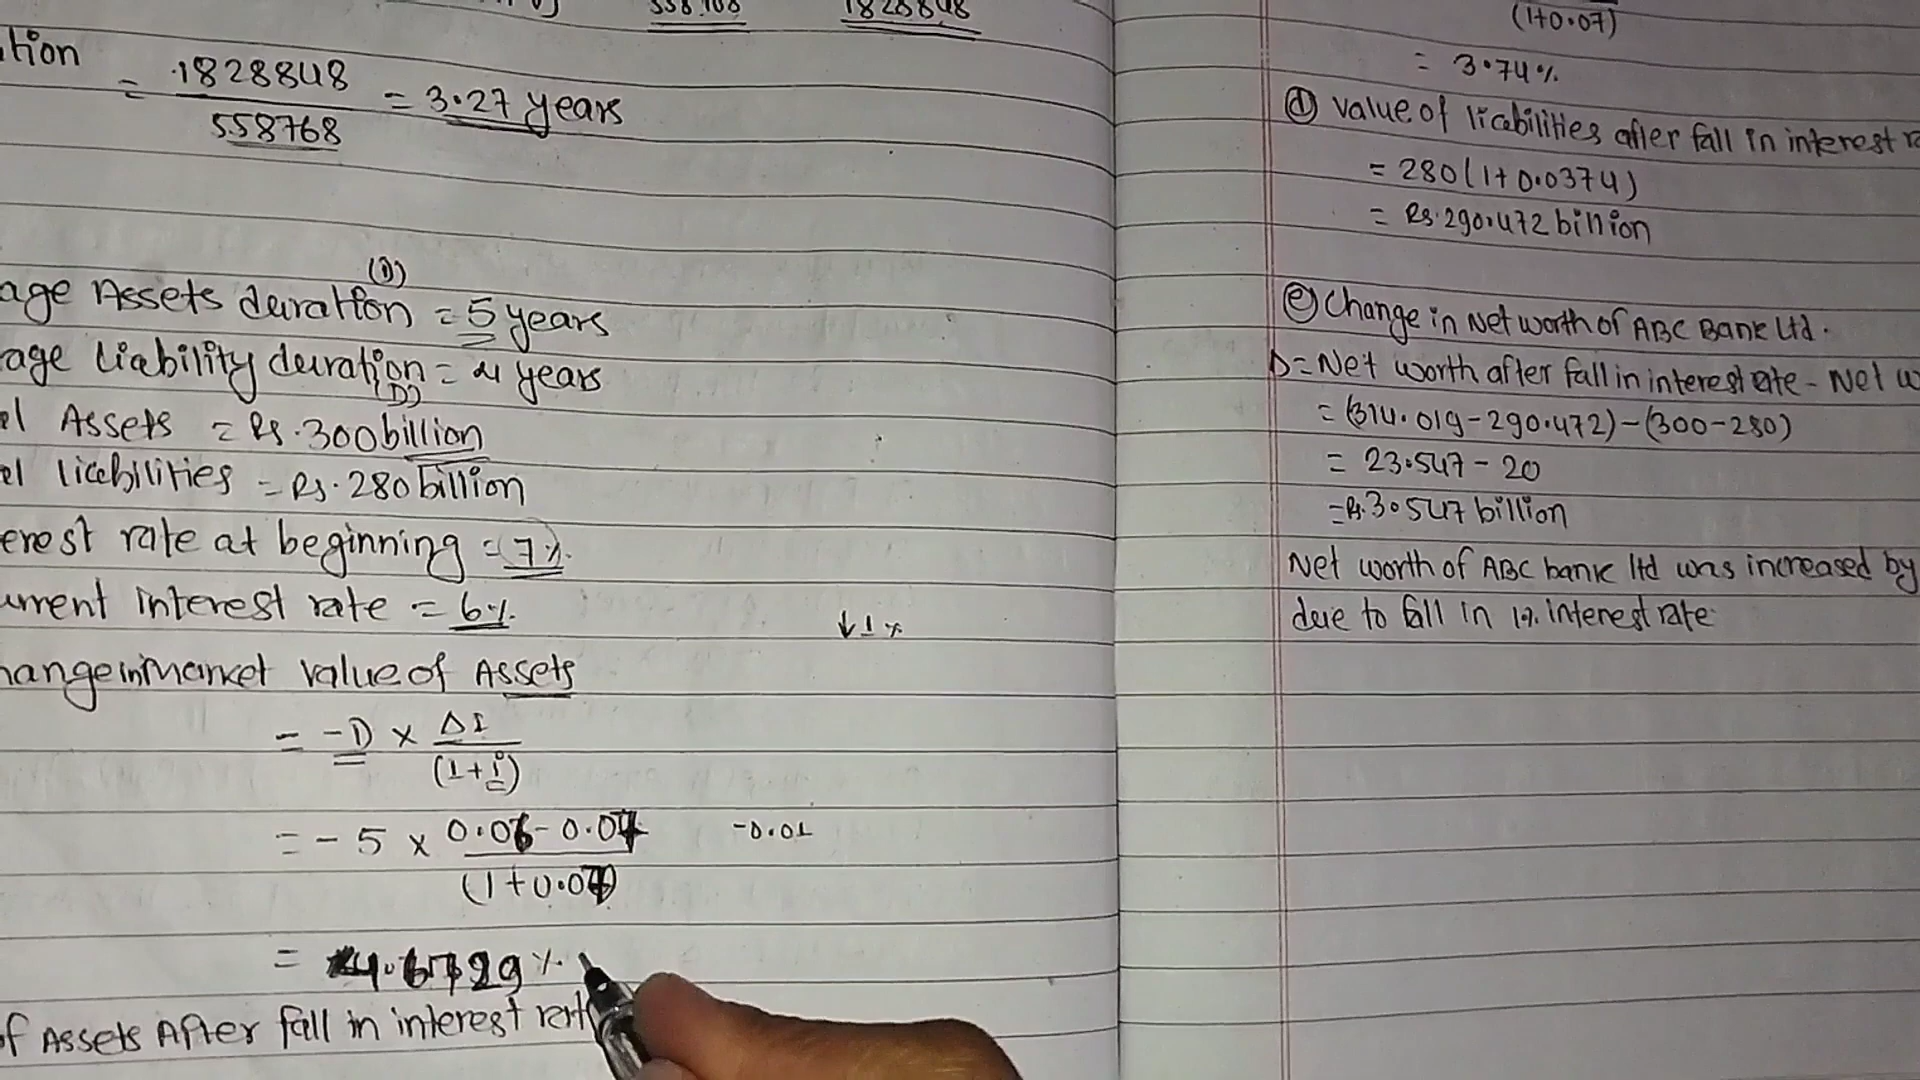 558768 1828848
tion = 1828848 / 558768 = 3.27 years
(D)
age Assets duration = 5 years
rage liability duration = 4 years
(D)
el Assets = Rs.300 billion
el liabilities = Rs.280 billion
erest rate at beginning = 7%.
urrent interest rate = 6%.
↓1%
hange in Market value of Assets
= -D × ΔI / (1+i)
= - 5 × 0.06 - 0.07 / (1+0.07) -0.01
= 4.6729%
of Assets After fall in interest rat
(1+0.07)
= 3.74%
(d) Value of liabilities after fall in interest ra
= 280(1+0.0374)
= Rs.290.472 billion
(e) Change in Net worth of ABC Bank Ltd.
D= Net worth after fall in interest rate - Net wo
= (314.019-290.472)-(300-280)
= 23.547 - 20
=Rs.3.547 billion
Net worth of ABC bank ltd was increased by
due to fall in 1% interest rate